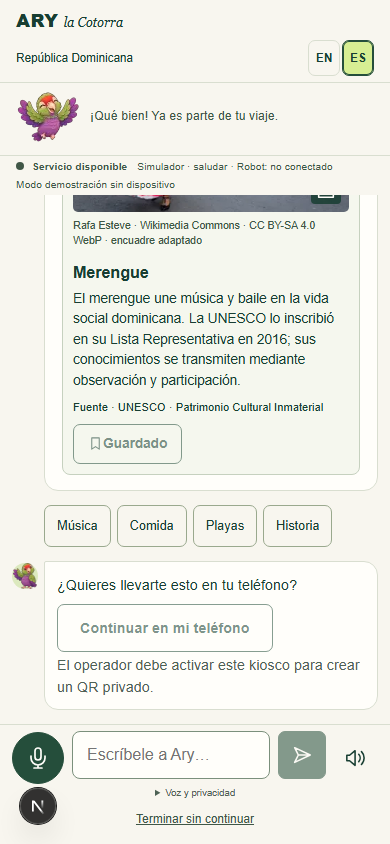 ARY la Cotorra
República Dominicana
EN
ES
¡Qué bien! Ya es parte de tu viaje.
Servicio disponible Simulador · saludar · Robot: no conectado
Modo demostración sin dispositivo
Rafa Esteve · Wikimedia Commons · CC BY-SA 4.0
WebP · encuadre adaptado
Merengue
El merengue une música y baile en la vida
social dominicana. La UNESCO lo inscribió
en su Lista Representativa en 2016; sus
conocimientos se transmiten mediante
observación y participación.
Fuente · UNESCO · Patrimonio Cultural Inmaterial
Guardado
Música
Comida
Playas
Historia
¿Quieres llevarte esto en tu teléfono?
Continuar en mi teléfono
El operador debe activar este kiosco para crear
un QR privado.
Escríbele a Ary…
Voz y privacidad
N
Terminar sin continuar